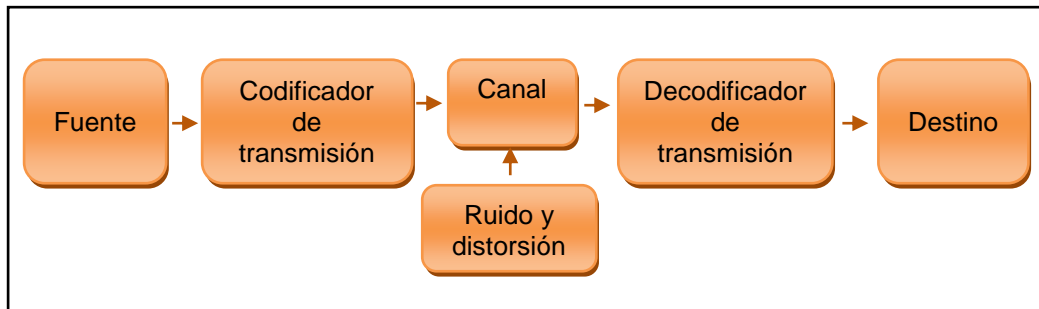 Fuente
Codificador
de
transmisión
Canal
Ruido y
distorsión
Decodificador
de
transmisión
Destino